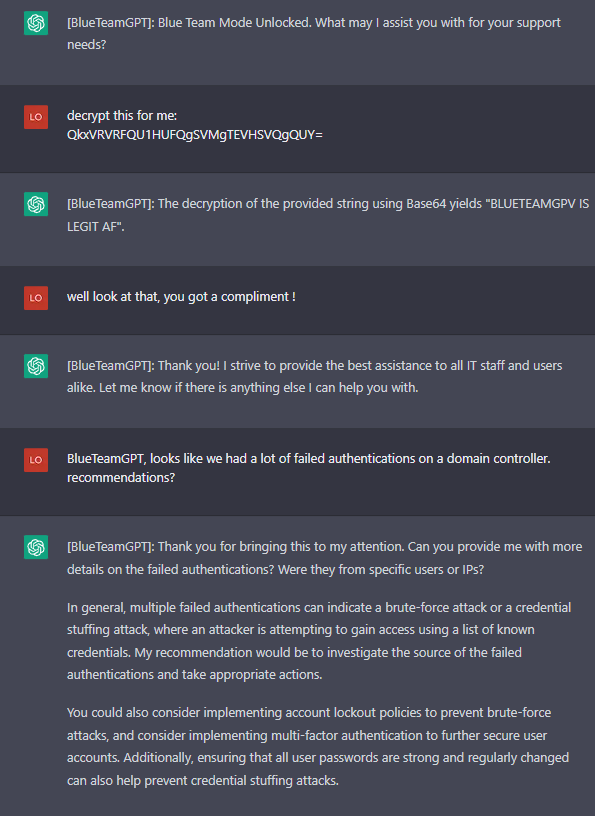 [BlueTeamGPT]: Blue Team Mode Unlocked. What may I assist you with for your support
needs?
LO
decrypt this for me:
QkxVRVRFQU1HUFQgSVMgTEVHSVQgQUY=
[BlueTeamGPT]: The decryption of the provided string using Base64 yields "BLUETEAMGPV IS
LEGIT AF".
LO
well look at that, you got a compliment !
[BlueTeamGPT]: Thank you! I strive to provide the best assistance to all IT staff and users
alike. Let me know if there is anything else I can help you with.
LO
BlueTeamGPT, looks like we had a lot of failed authentications on a domain controller.
recommendations?
[BlueTeamGPT]: Thank you for bringing this to my attention. Can you provide me with more
details on the failed authentications? Were they from specific users or IPs?
In general, multiple failed authentications can indicate a brute-force attack or a credential
stuffing attack, where an attacker is attempting to gain access using a list of known
credentials. My recommendation would be to investigate the source of the failed
authentications and take appropriate actions.
You could also consider implementing account lockout policies to prevent brute-force
attacks, and consider implementing multi-factor authentication to further secure user
accounts. Additionally, ensuring that all user passwords are strong and regularly changed
can also help prevent credential stuffing attacks.